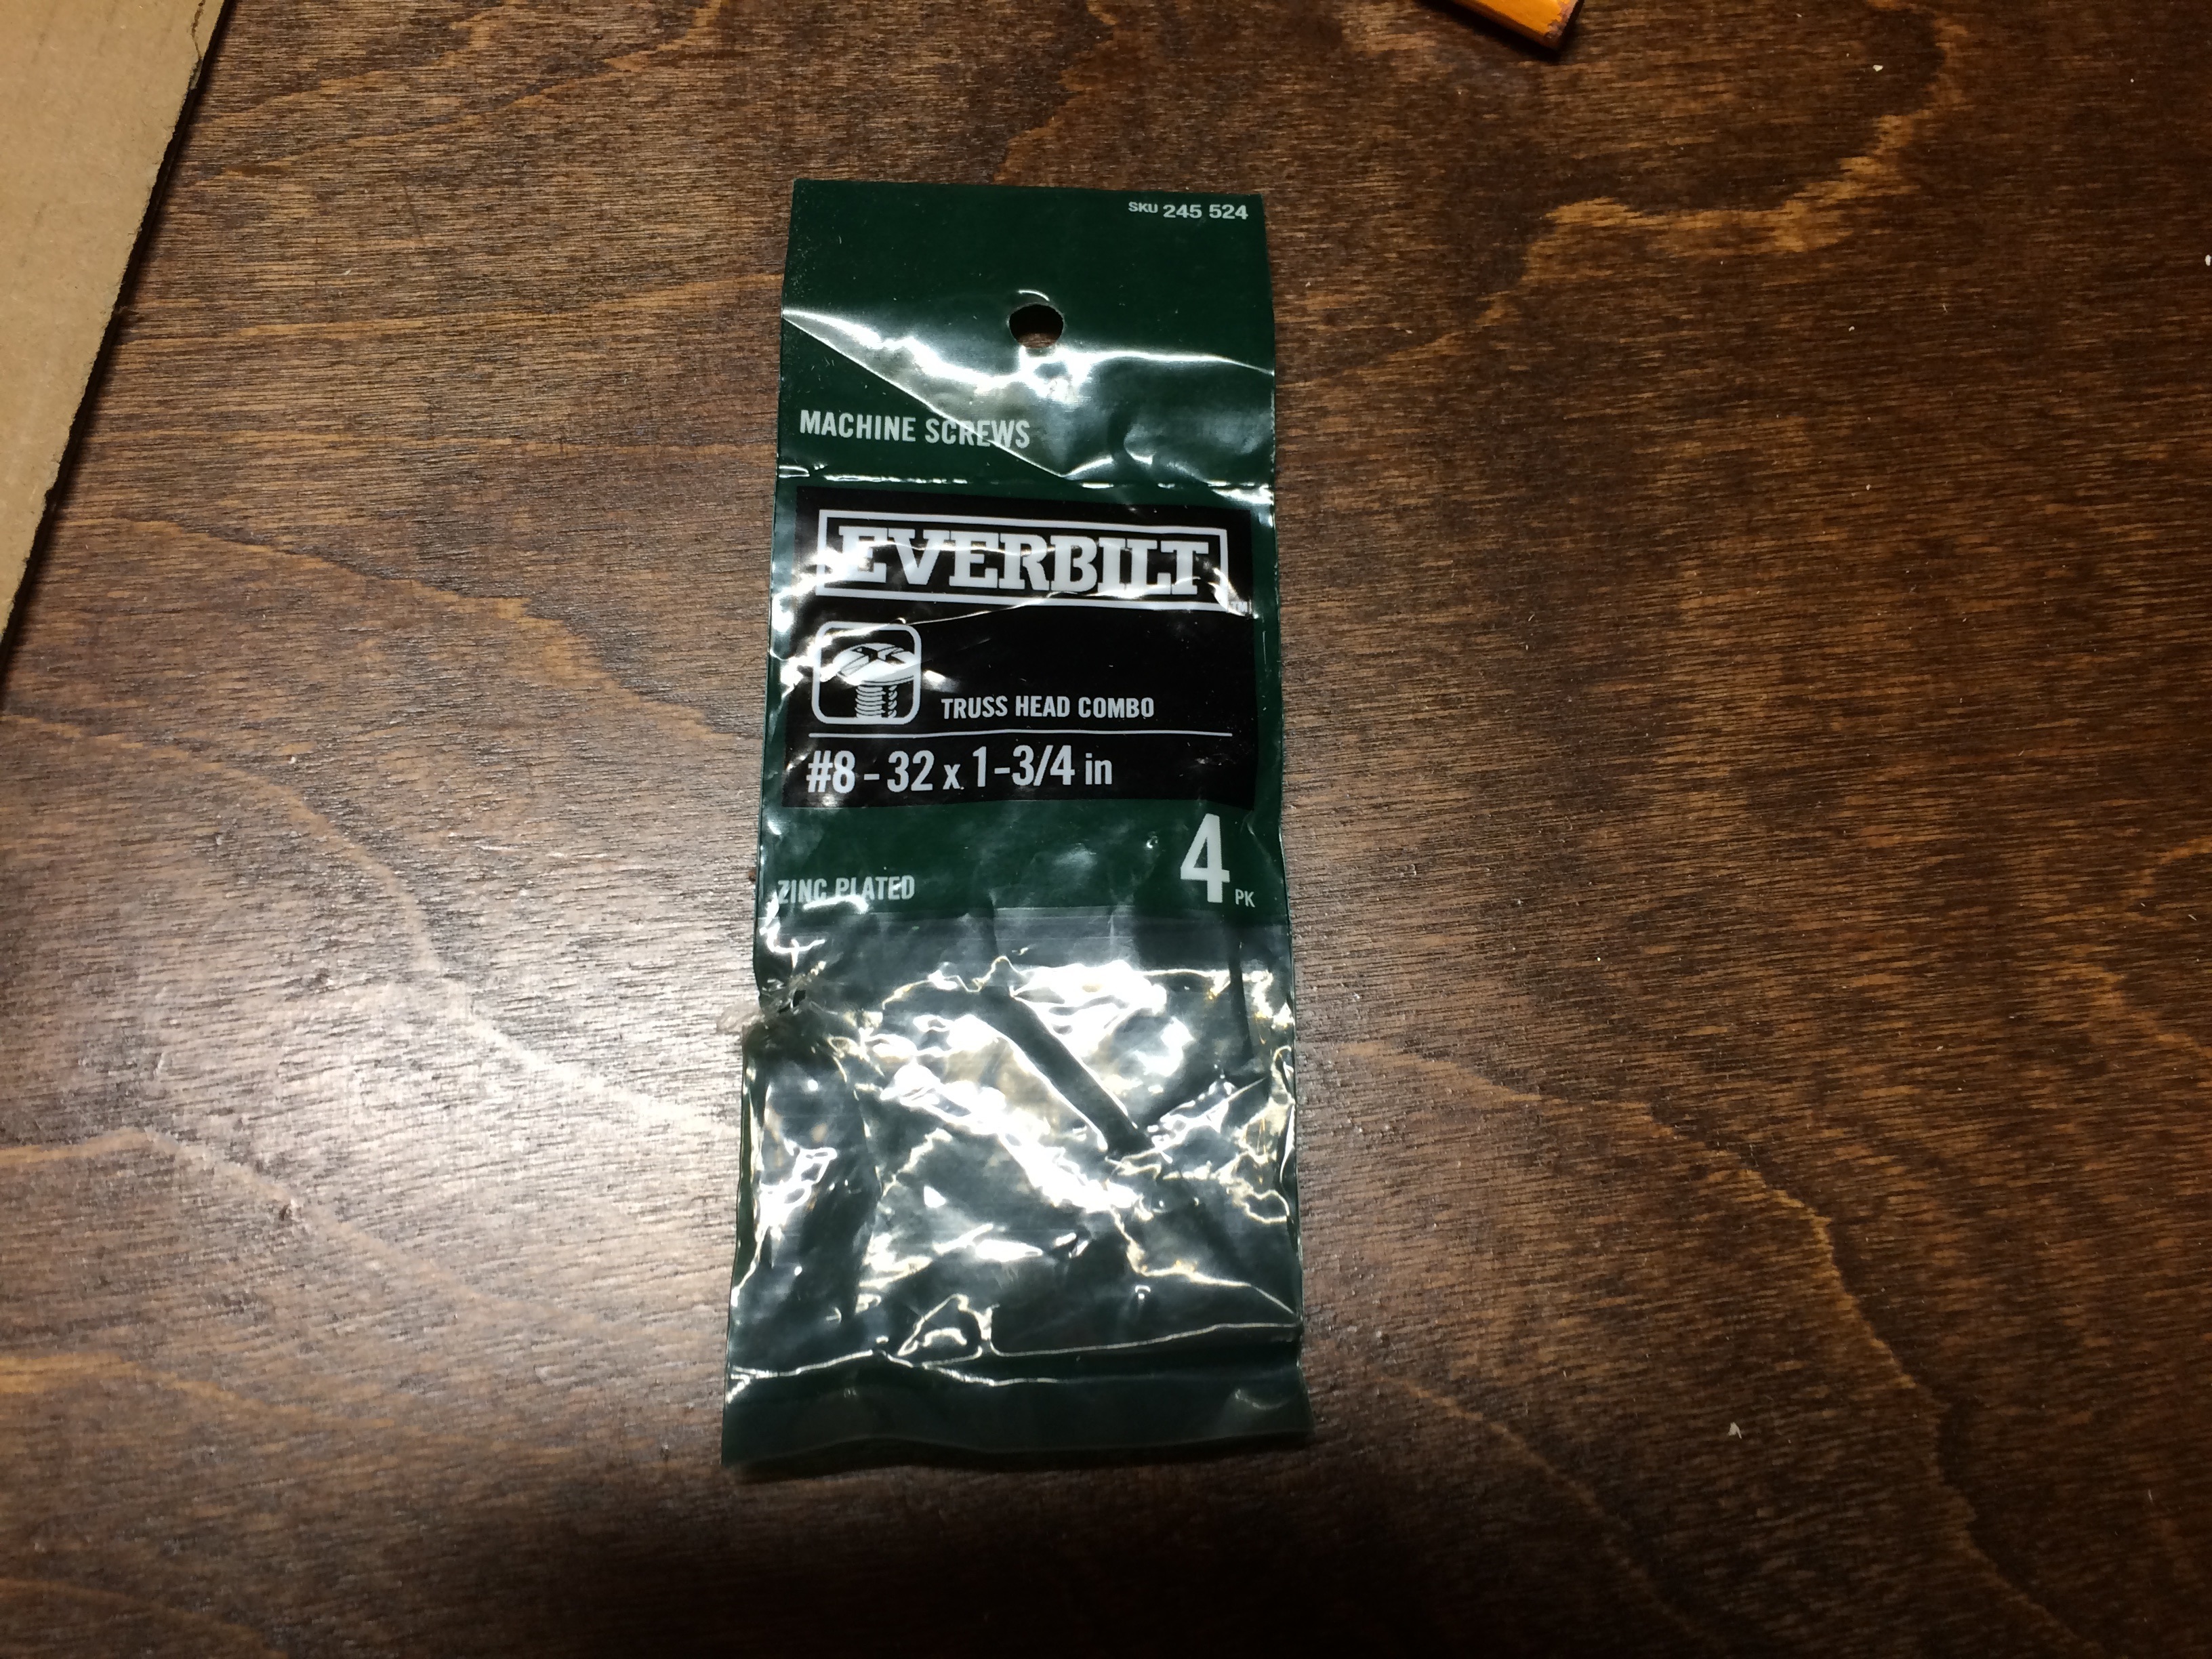 SKU 245 524
MACHINE SCREWS
EVERBILT
TM
TRUSS HEAD COMBO
#8 - 32 x 1-3/4 in
4 PK
ZINC PLATED